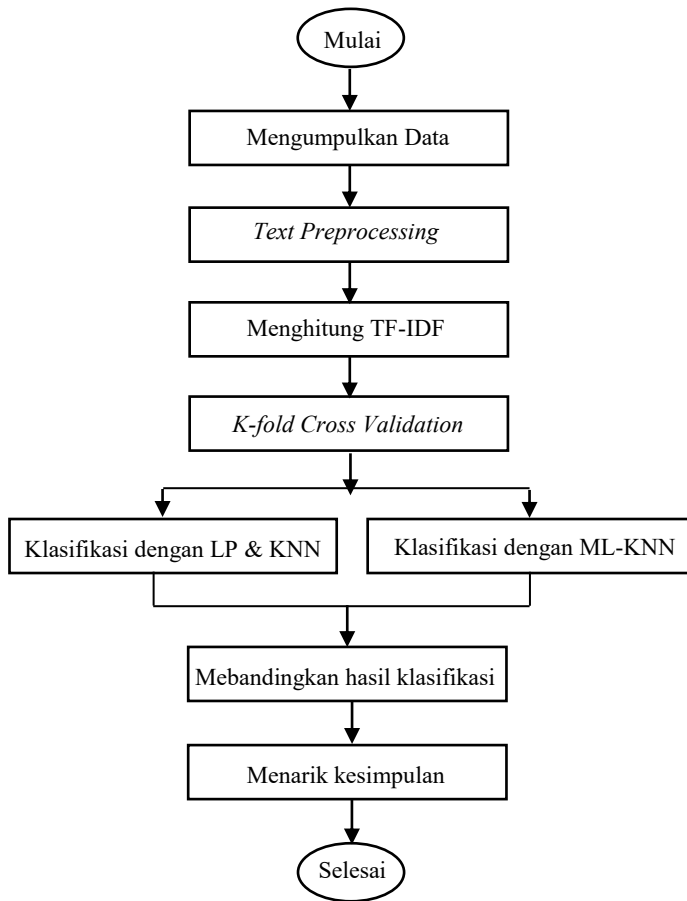 Mulai
Mengumpulkan Data
Text Preprocessing
Menghitung TF-IDF
K-fold Cross Validation
Klasifikasi dengan LP & KNN
Klasifikasi dengan ML-KNN
Mebandingkan hasil klasifikasi
Menarik kesimpulan
Selesai